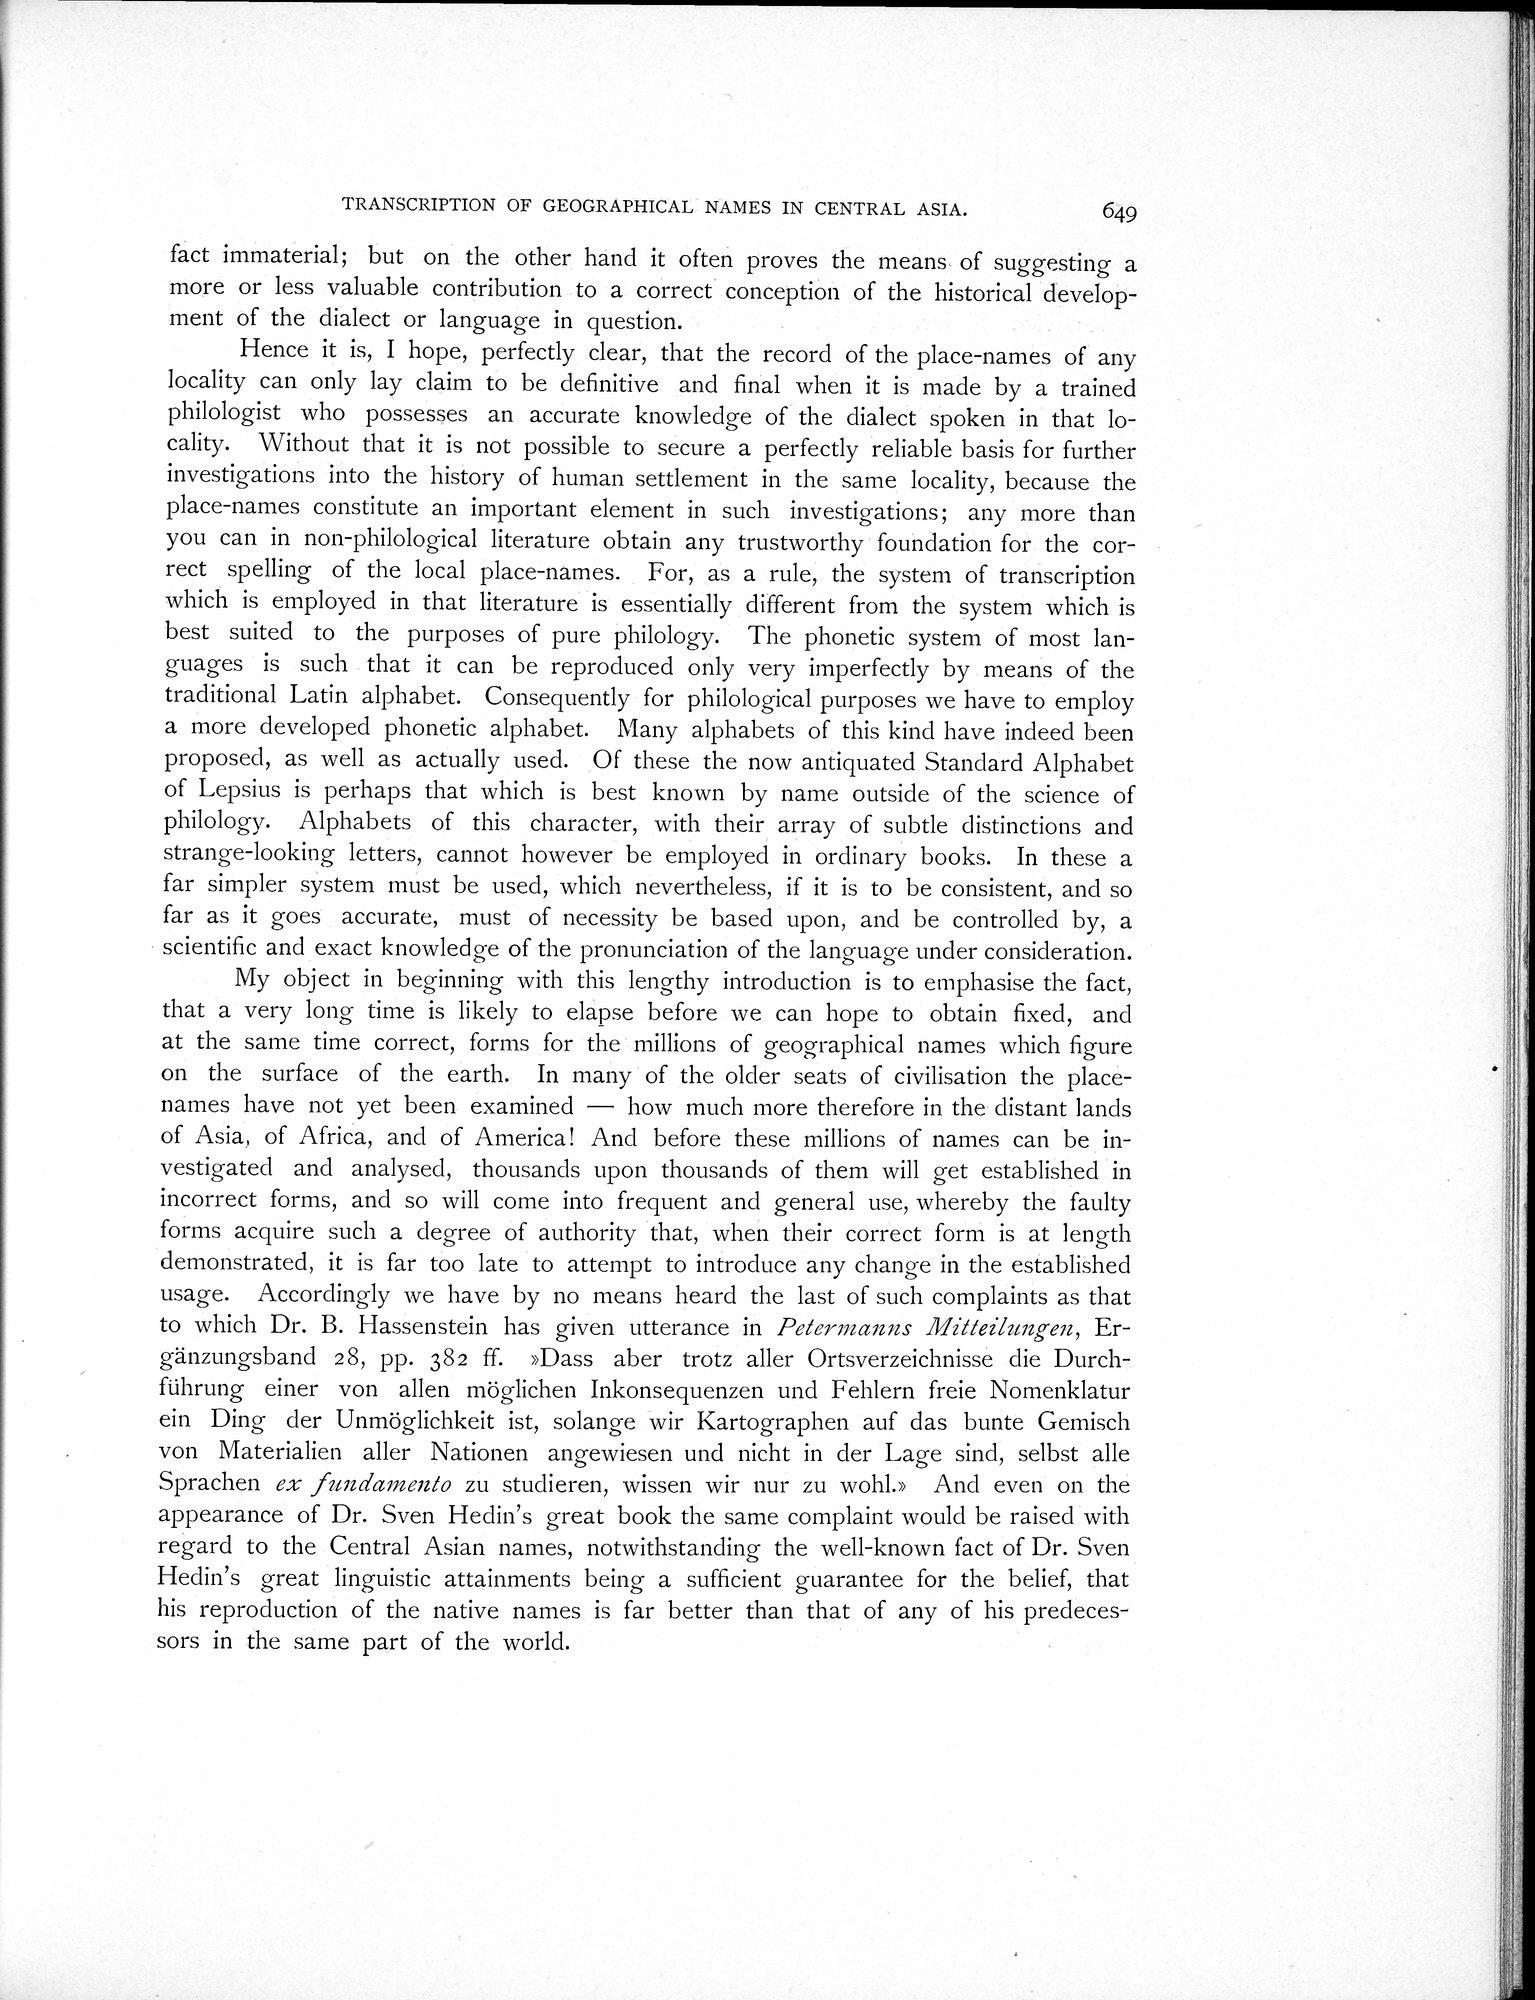 TRANSCRIPTION OF GEOGRAPHICAL NAMES IN CENTRAL ASIA. 649
fact immaterial; but on the other hand it often proves the means of suggesting a
more or less valuable contribution to a correct conception of the historical develop-
ment of the dialect or language in question.
Hence it is, I hope, perfectly clear, that the record of the place-names of any
locality can only lay claim to be definitive and final when it is made by a trained
philologist who possesses an accurate knowledge of the dialect spoken in that lo-
cality. Without that it is not possible to secure a perfectly reliable basis for further
investigations into the history of human settlement in the same locality, because the
place-names constitute an important element in such investigations; any more than
you can in non-philological literature obtain any trustworthy foundation for the cor-
rect spelling of the local place-names. For, as a rule, the system of transcription
which is employed in that literature is essentially different from the system which is
best suited to the purposes of pure philology. The phonetic system of most lan-
guages is such that it can be reproduced only very imperfectly by means of the
traditional Latin alphabet. Consequently for philological purposes we have to employ
a more developed phonetic alphabet. Many alphabets of this kind have indeed been
proposed, as well as actually used. Of these the now antiquated Standard Alphabet
of Lepsius is perhaps that which is best known by name outside of the science of
philology. Alphabets of this character, with their array of subtle distinctions and
strange-looking letters, cannot however be employed in ordinary books. In these a
far simpler system must be used, which nevertheless, if it is to be consistent, and so
far as it goes accurate, must of necessity be based upon, and be controlled by, a
scientific and exact knowledge of the pronunciation of the language under consideration.
My object in beginning with this lengthy introduction is to emphasise the fact,
that a very long time is likely to elapse before we can hope to obtain fixed, and
at the same time correct, forms for the millions of geographical names which figure
on the surface of the earth. In many of the older seats of civilisation the place-
names have not yet been examined — how much more therefore in the distant lands
of Asia, of Africa, and of America! And before these millions of names can be in-
vestigated and analysed, thousands upon thousands of them will get established in
incorrect forms, and so will come into frequent and general use, whereby the faulty
forms acquire such a degree of authority that, when their correct form is at length
demonstrated, it is far too late to attempt to introduce any change in the established
usage. Accordingly we have by no means heard the last of such complaints as that
to which Dr. B. Hassenstein has given utterance in Petermanns Mitteilungen, Er-
gänzungsband 28, pp. 382 ff. »Dass aber trotz aller Ortsverzeichnisse die Durch-
führung einer von allen möglichen Inkonsequenzen und Fehlern freie Nomenklatur
ein Ding der Unmöglichkeit ist, solange wir Kartographen auf das bunte Gemisch
von Materialien aller Nationen angewiesen und nicht in der Lage sind, selbst alle
Sprachen ex fundamento zu studieren, wissen wir nur zu wohl.» And even on the
appearance of Dr. Sven Hedin's great book the same complaint would be raised with
regard to the Central Asian names, notwithstanding the well-known fact of Dr. Sven
Hedin's great linguistic attainments being a sufficient guarantee for the belief, that
his reproduction of the native names is far better than that of any of his predeces-
sors in the same part of the world.